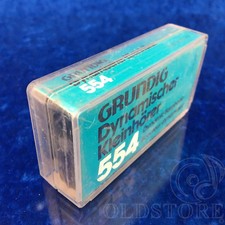 554
GRUNDIG
Dynamischer
Kleinhörer
554
OLDSTORE